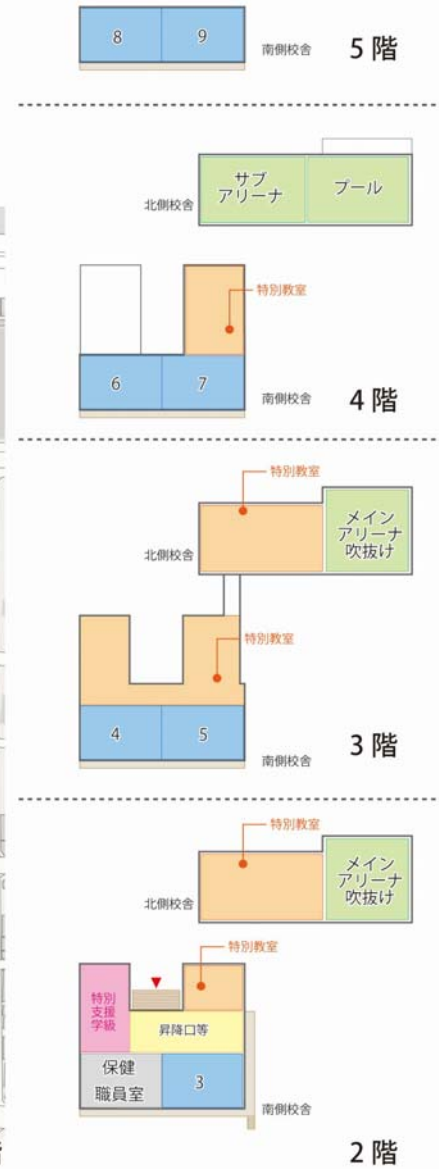 8
9
南側校舎
5 階
サブ
アリーナ
プール
北側校舎
特別教室
6
7
南側校舎
4 階
特別教室
メイン
アリーナ
吹抜け
北側校舎
特別教室
4
5
南側校舎
3 階
特別教室
メイン
アリーナ
吹抜け
北側校舎
特別教室
特別
支援
学級
昇降口等
保健
職員室
3
南側校舎
2 階